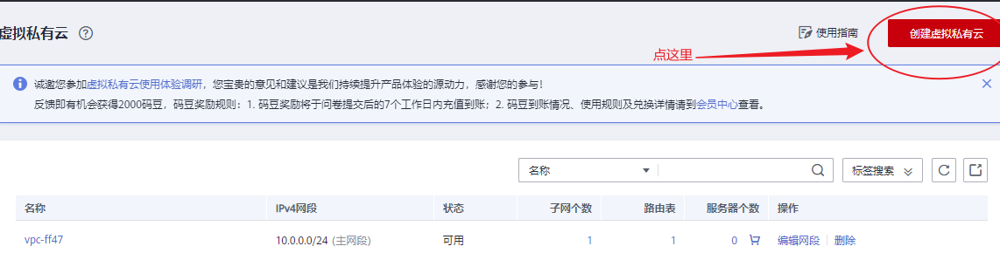 虚拟私有云 ?
使用指南
创建虚拟私有云
点这里
诚邀您参加虚拟私有云使用体验调研，您宝贵的意见和建议是我们持续提升产品体验的源动力，感谢您的参与！
反馈即有机会获得2000码豆，码豆奖励规则：1. 码豆奖励将于问卷提交后的7个工作日内充值到账；2. 码豆到账情况、使用规则及兑换详情请到会员中心查看。
名称
标签搜索
名称 IPv4网段 状态 子网个数 路由表 服务器个数 操作
vpc-ff47 10.0.0.0/24 (主网段) 可用 1 1 0 编辑网段 删除